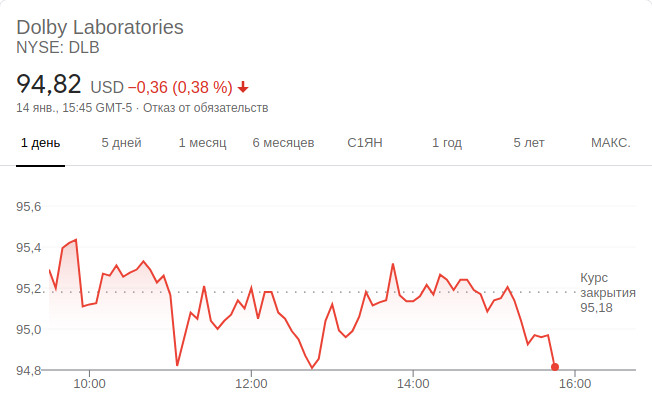 Dolby Laboratories
NYSE: DLB
94,82 USD −0,36 (0,38 %)
14 янв., 15:45 GMT-5 · Отказ от обязательств
1 день 5 дней 1 месяц 6 месяцев С1ЯН 1 год 5 лет МАКС.
95,6
95,4
95,2
95,0
94,8
Курс
закрытия
95,18
10:00 12:00 14:00 16:00